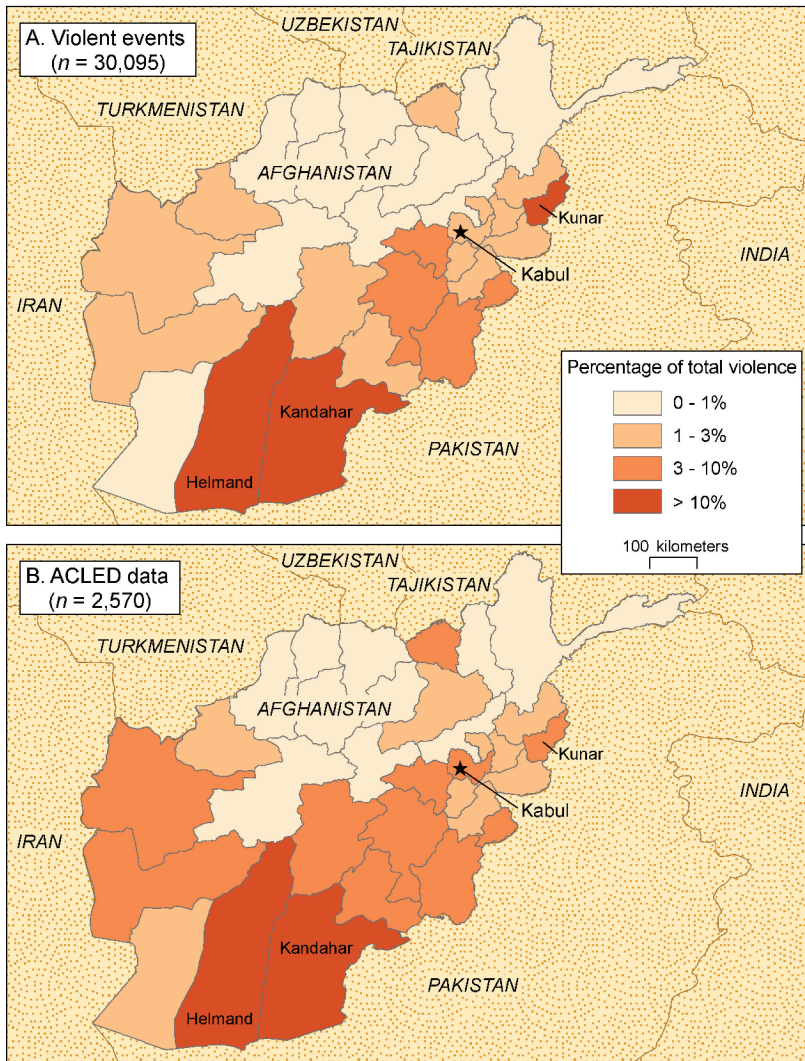 A. Violent events
(n = 30,095)
UZBEKISTAN
TAJIKISTAN
TURKMENISTAN
AFGHANISTAN
Kunar
INDIA
Kabul
IRAN
Kandahar
PAKISTAN
Helmand
Percentage of total violence
0 - 1%
1 - 3%
3 - 10%
> 10%
100 kilometers
B. ACLED data
(n = 2,570)
UZBEKISTAN
TAJIKISTAN
TURKMENISTAN
AFGHANISTAN
Kunar
INDIA
Kabul
IRAN
Kandahar
PAKISTAN
Helmand